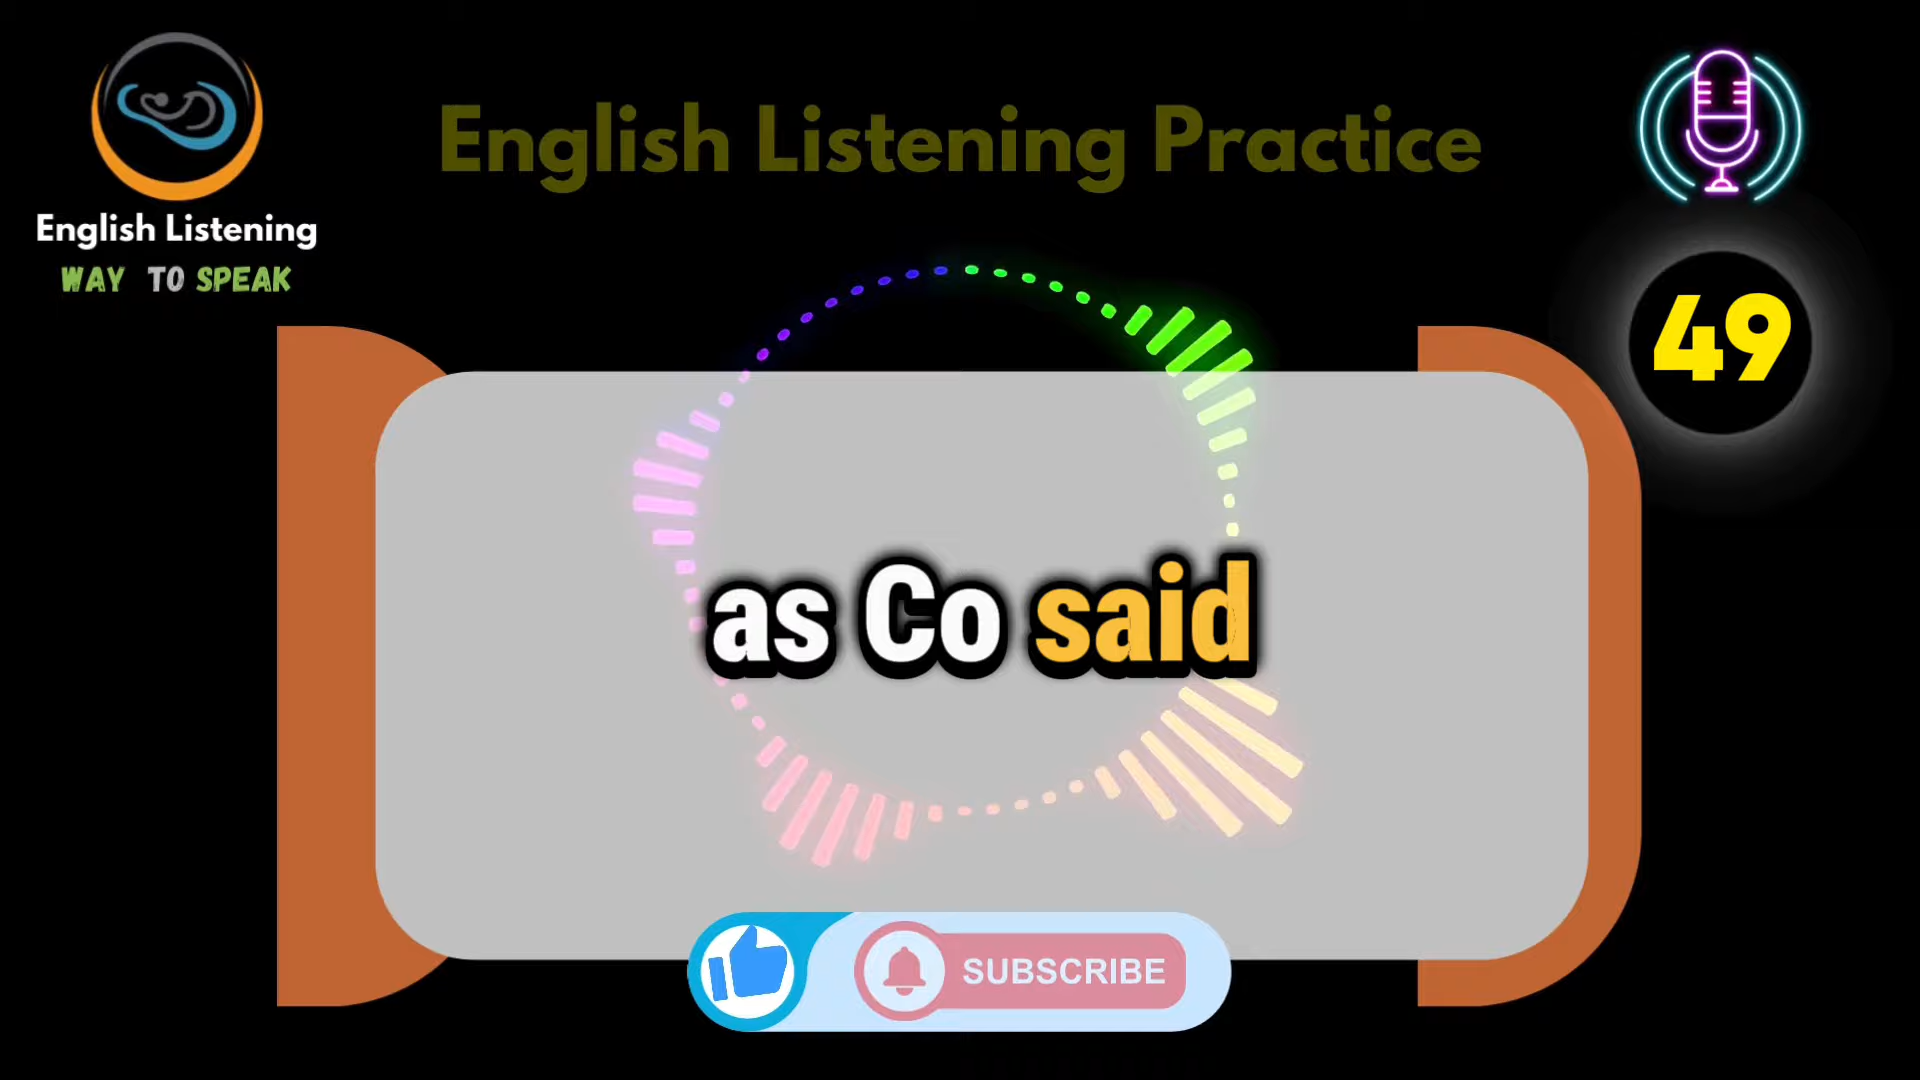 English Listening Practice
English Listening
WAY TO SPEAK
49
as Co said
SUBSCRIBE